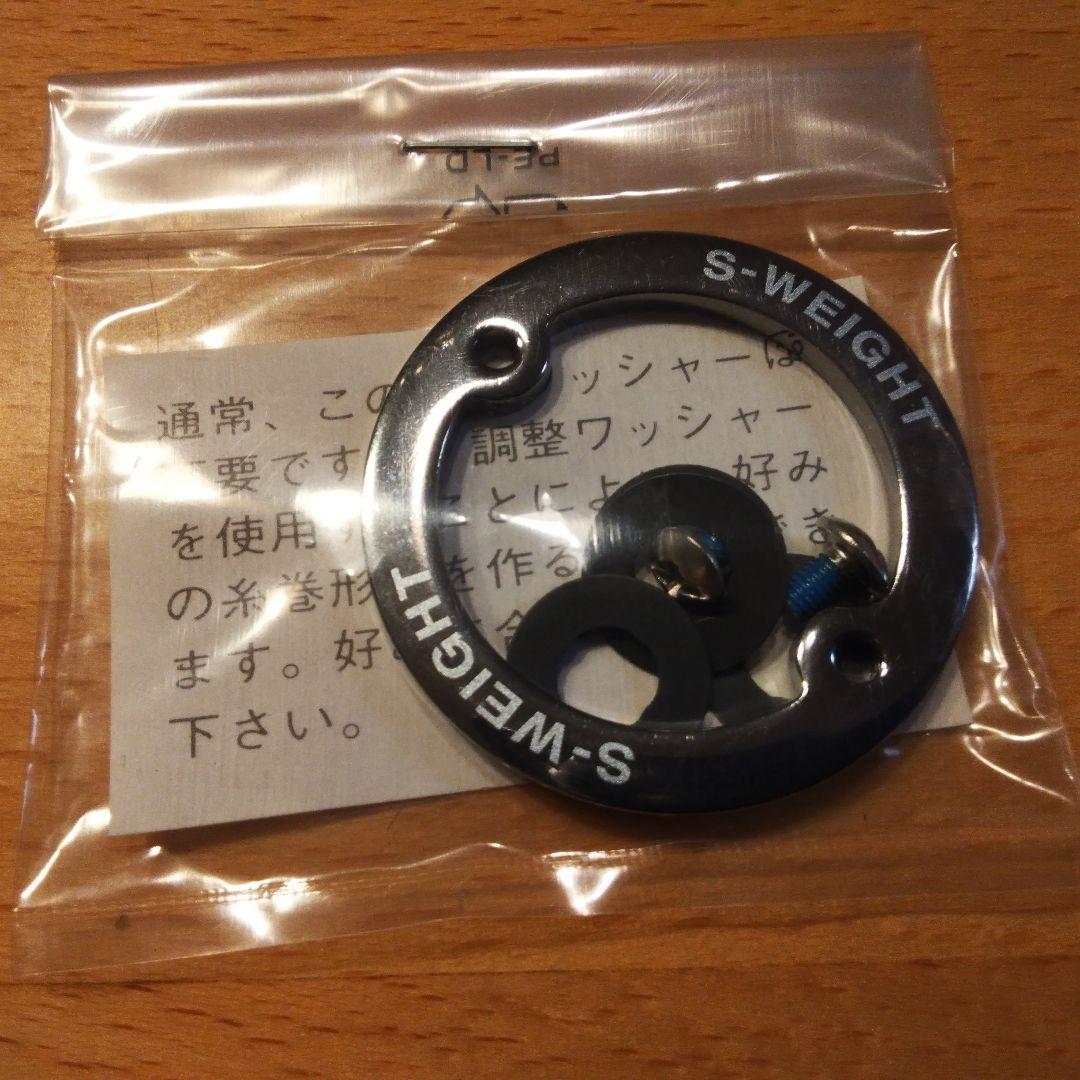 PE-LD
S-WEIGHT
通常、この ッシャーは
要です 調整ワッシャー
を使用 ことによ 好み
の糸巻形 を作る き
ます。好 合
下さい。
S-WEIGHT